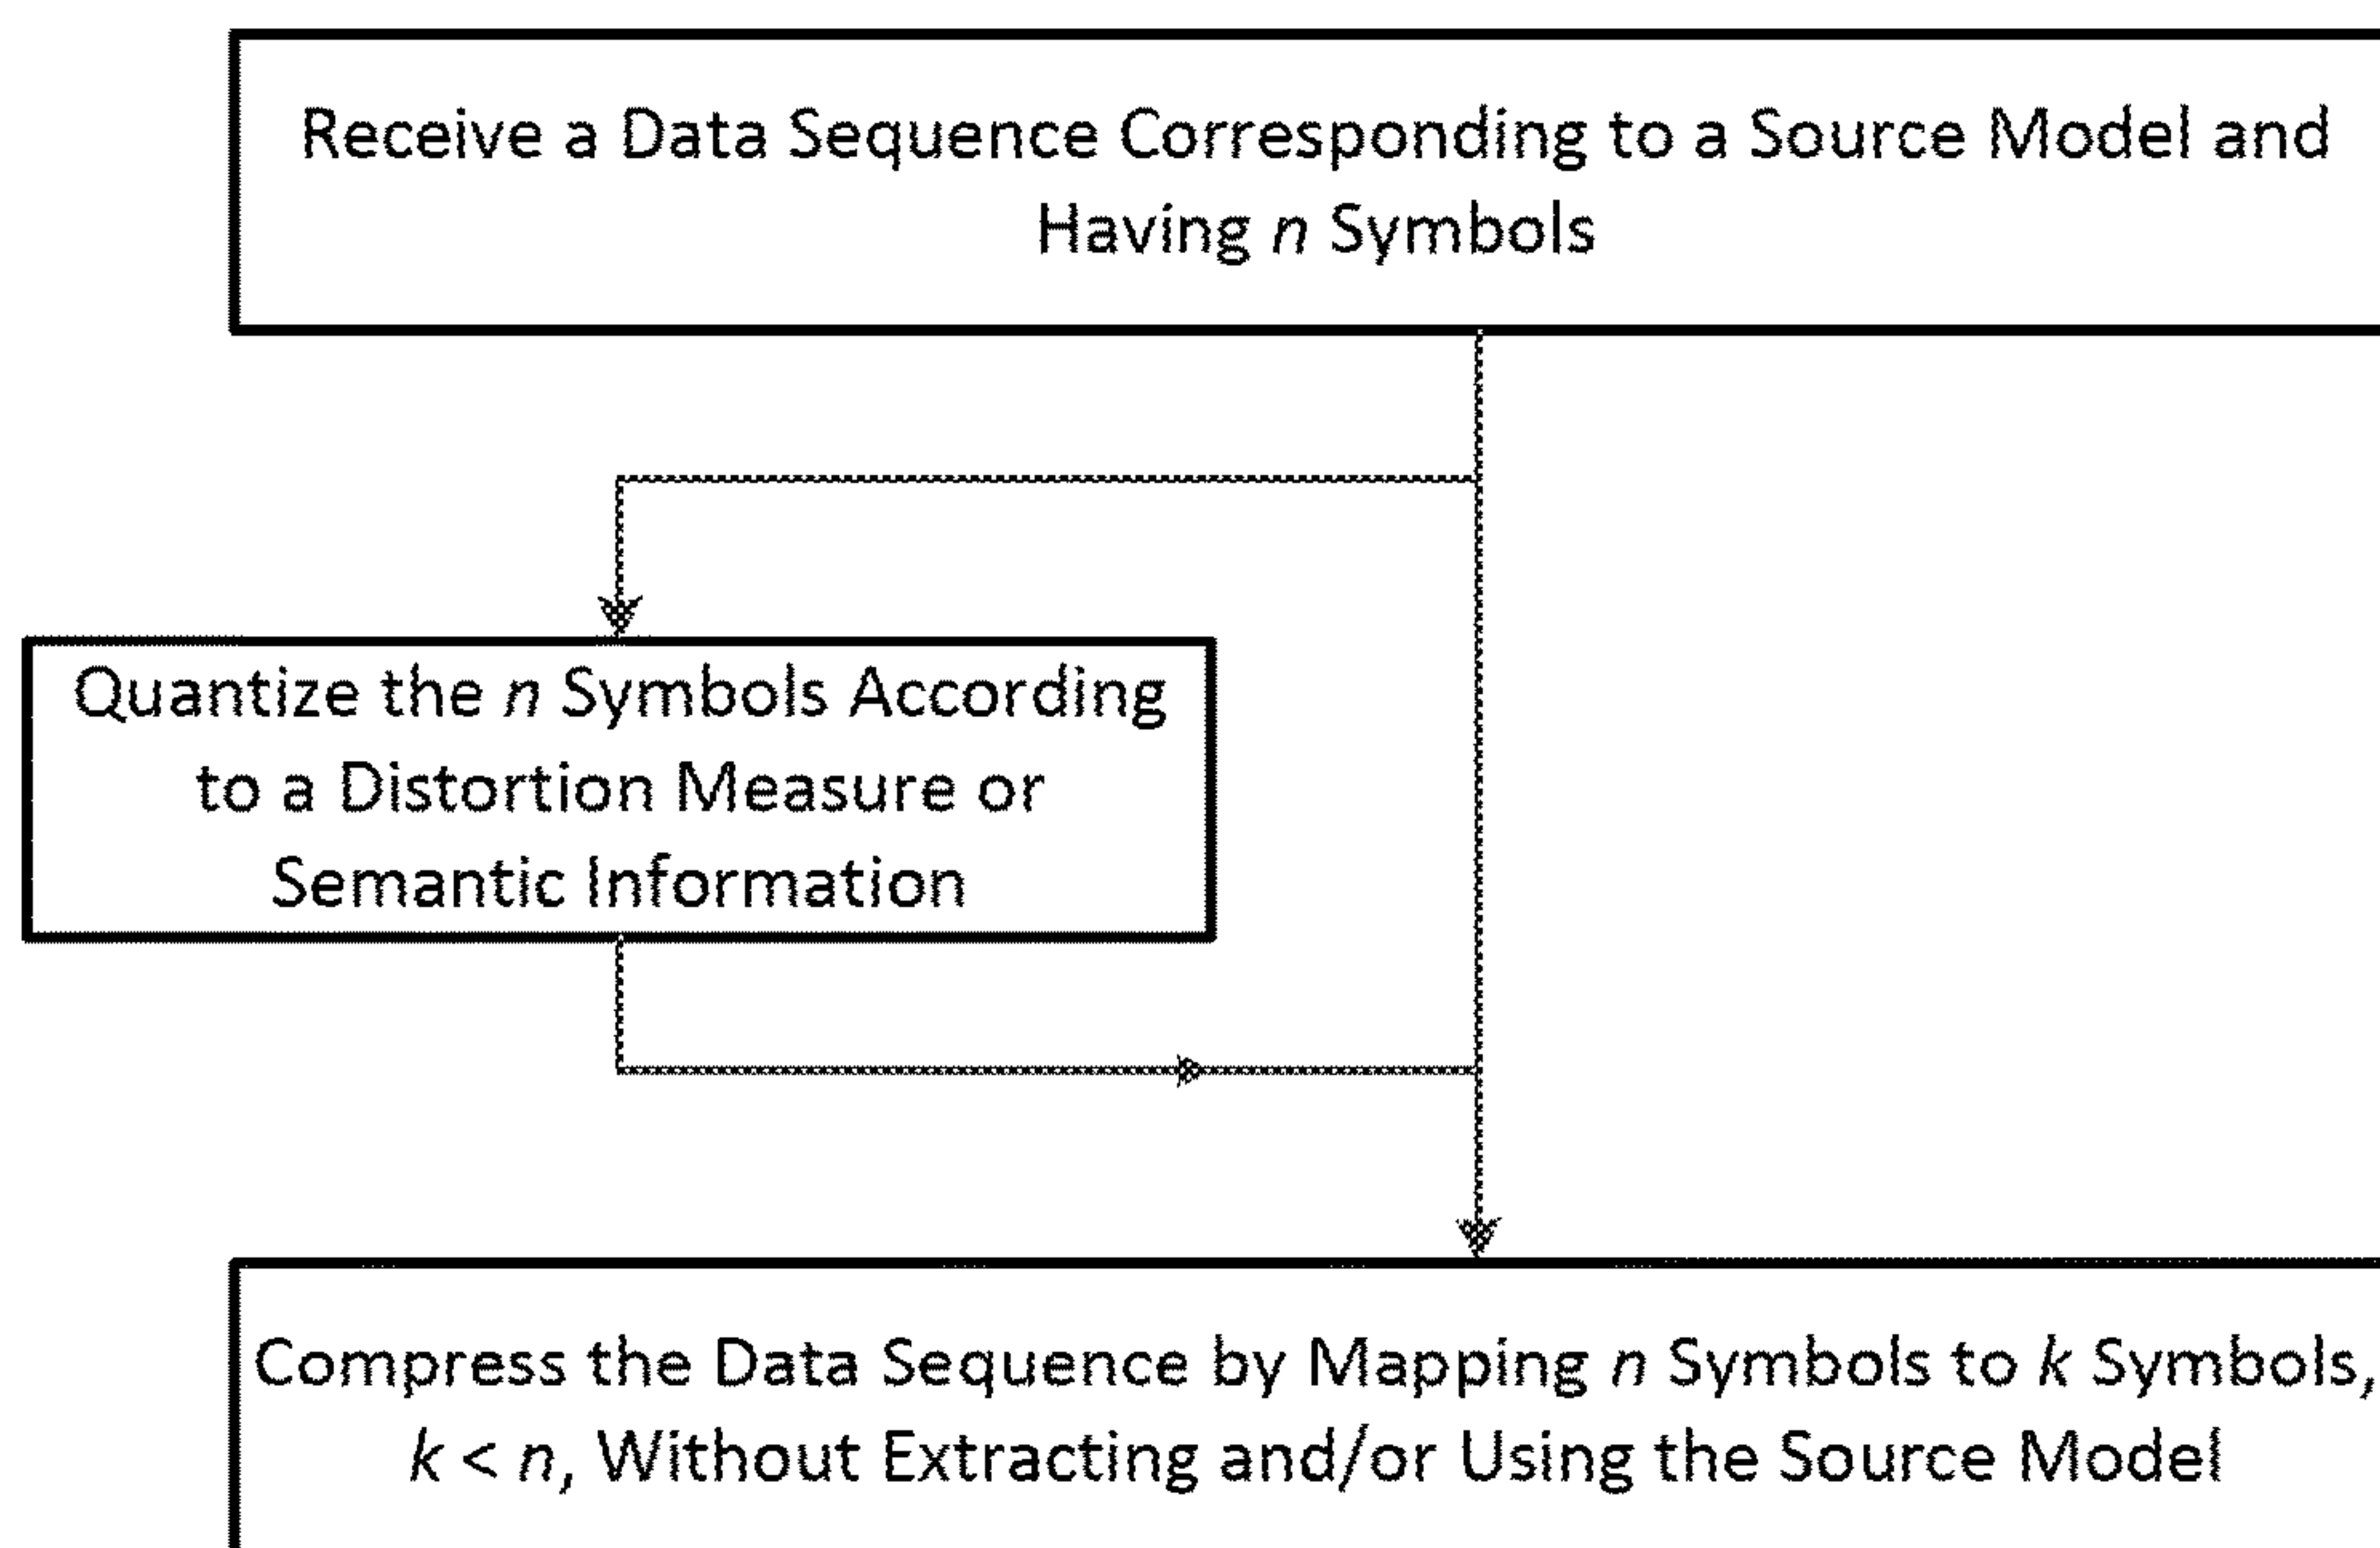 Receive a Data Sequence Corresponding to a Source Model and
Having n Symbols
Quantize the n Symbols According
to a Distortion Measure or
Semantic Information
Compress the Data Sequence by Mapping n Symbols to k Symbols,
k < n, Without Extracting and/or Using the Source Model